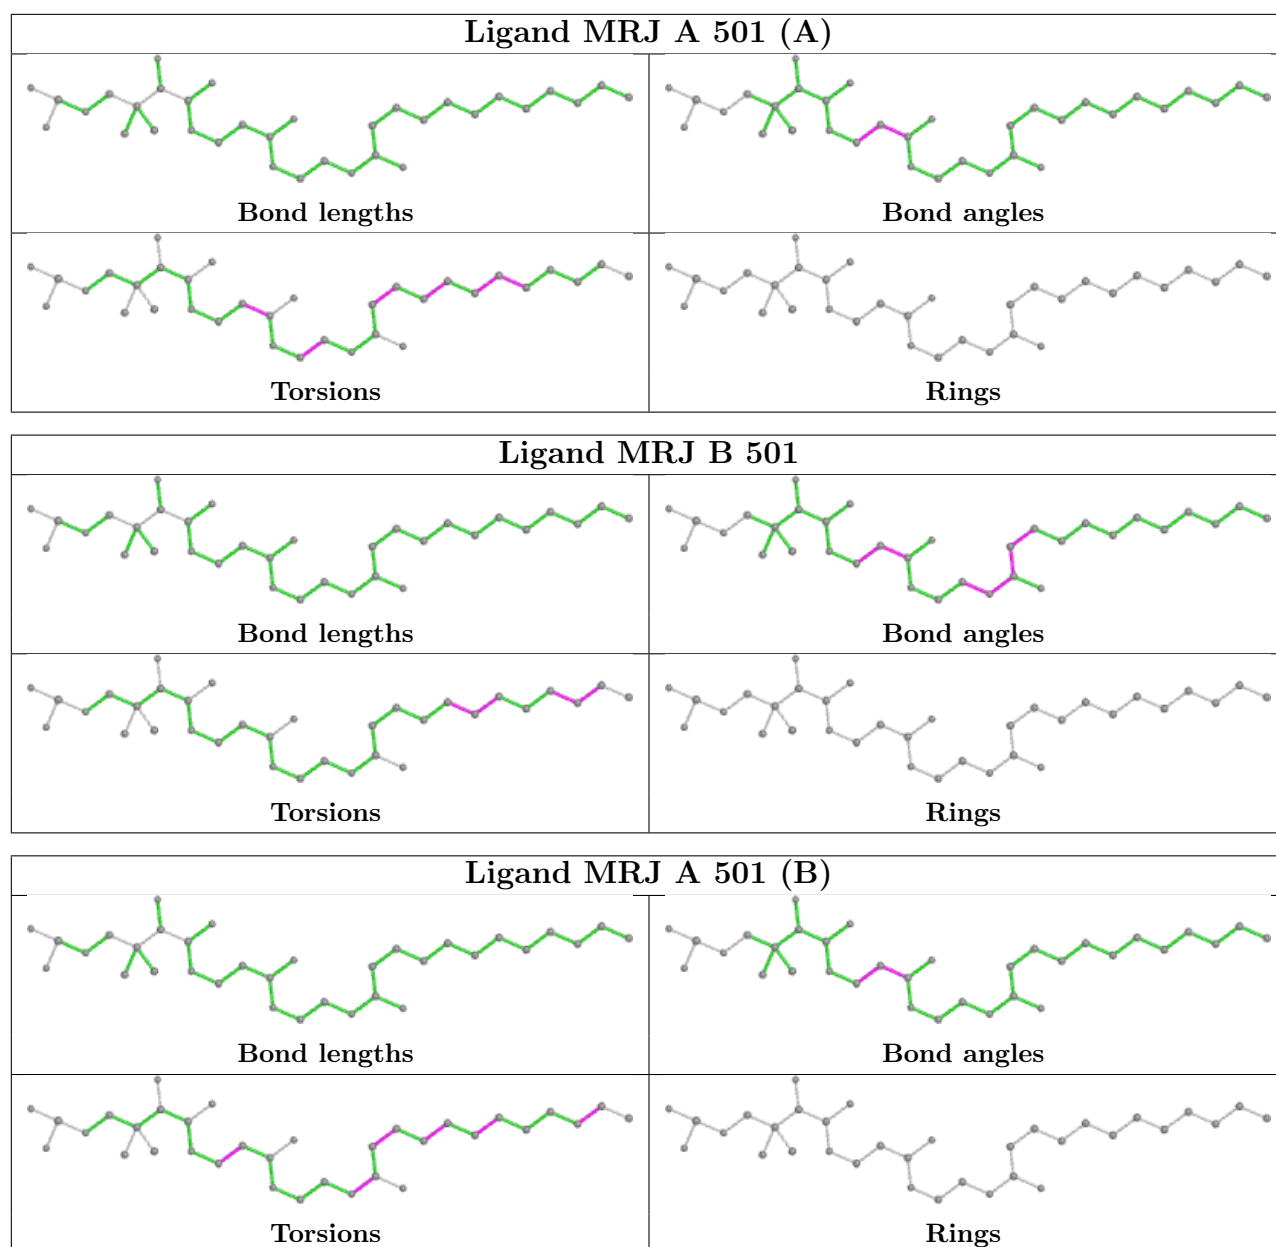 Ligand MRJ A 501 (A)
Bond lengths
Bond angles
Torsions
Rings
Ligand MRJ B 501
Bond lengths
Bond angles
Torsions
Rings
Ligand MRJ A 501 (B)
Bond lengths
Bond angles
Torsions
Rings